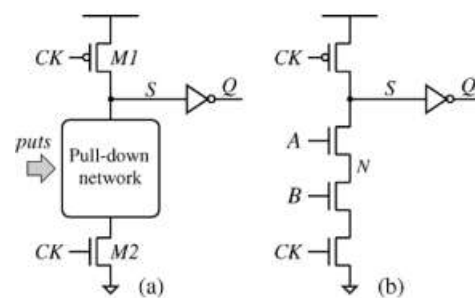 CK M1
S Q
puts
Pull-down
network
CK M2
(a)
CK
S Q
A
N
B
CK
(b)